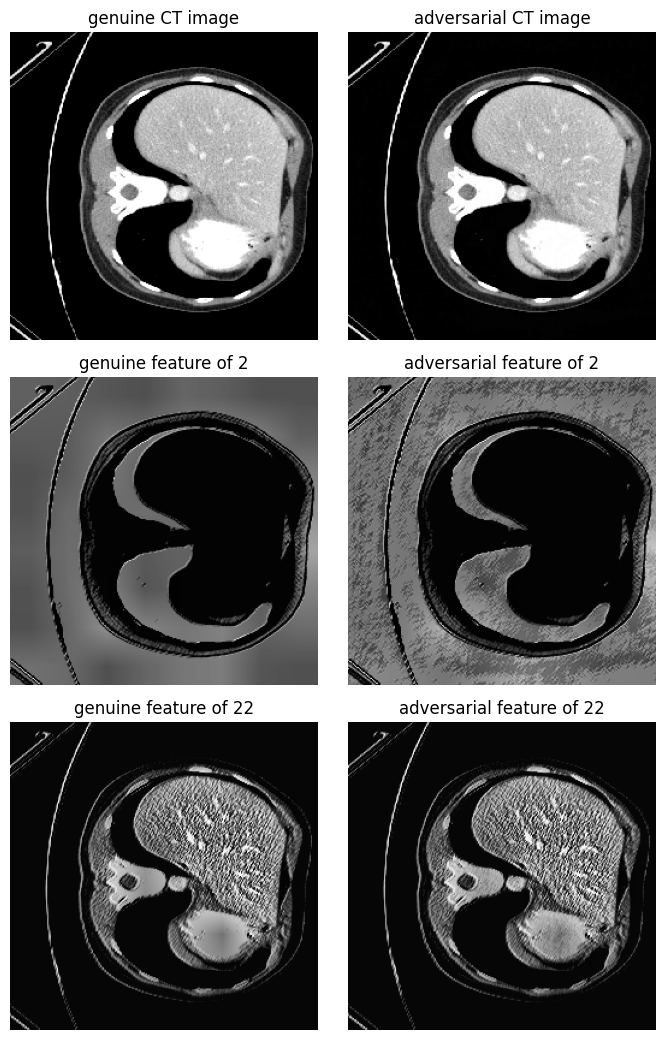 genuine CT image
adversarial CT image
genuine feature of 2
adversarial feature of 2
genuine feature of 22
adversarial feature of 22